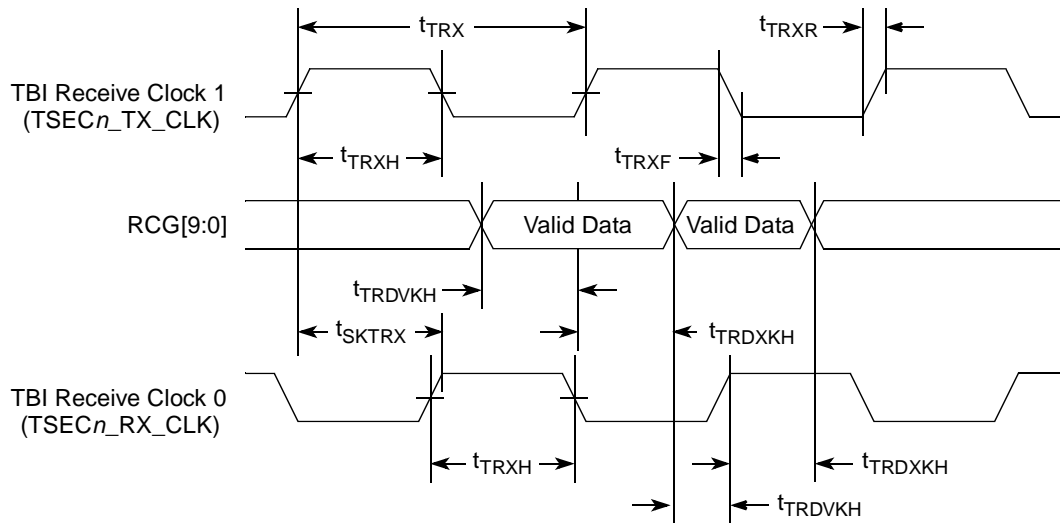 tTRX
tTRXR
TBI Receive Clock 1
(TSECn_TX_CLK)
tTRXH
tTRXF
RCG[9:0]
Valid Data
Valid Data
tTRDVKH
tSKTRX
tTRDXKH
TBI Receive Clock 0
(TSECn_RX_CLK)
tTRXH
tTRDXKH
tTRDVKH